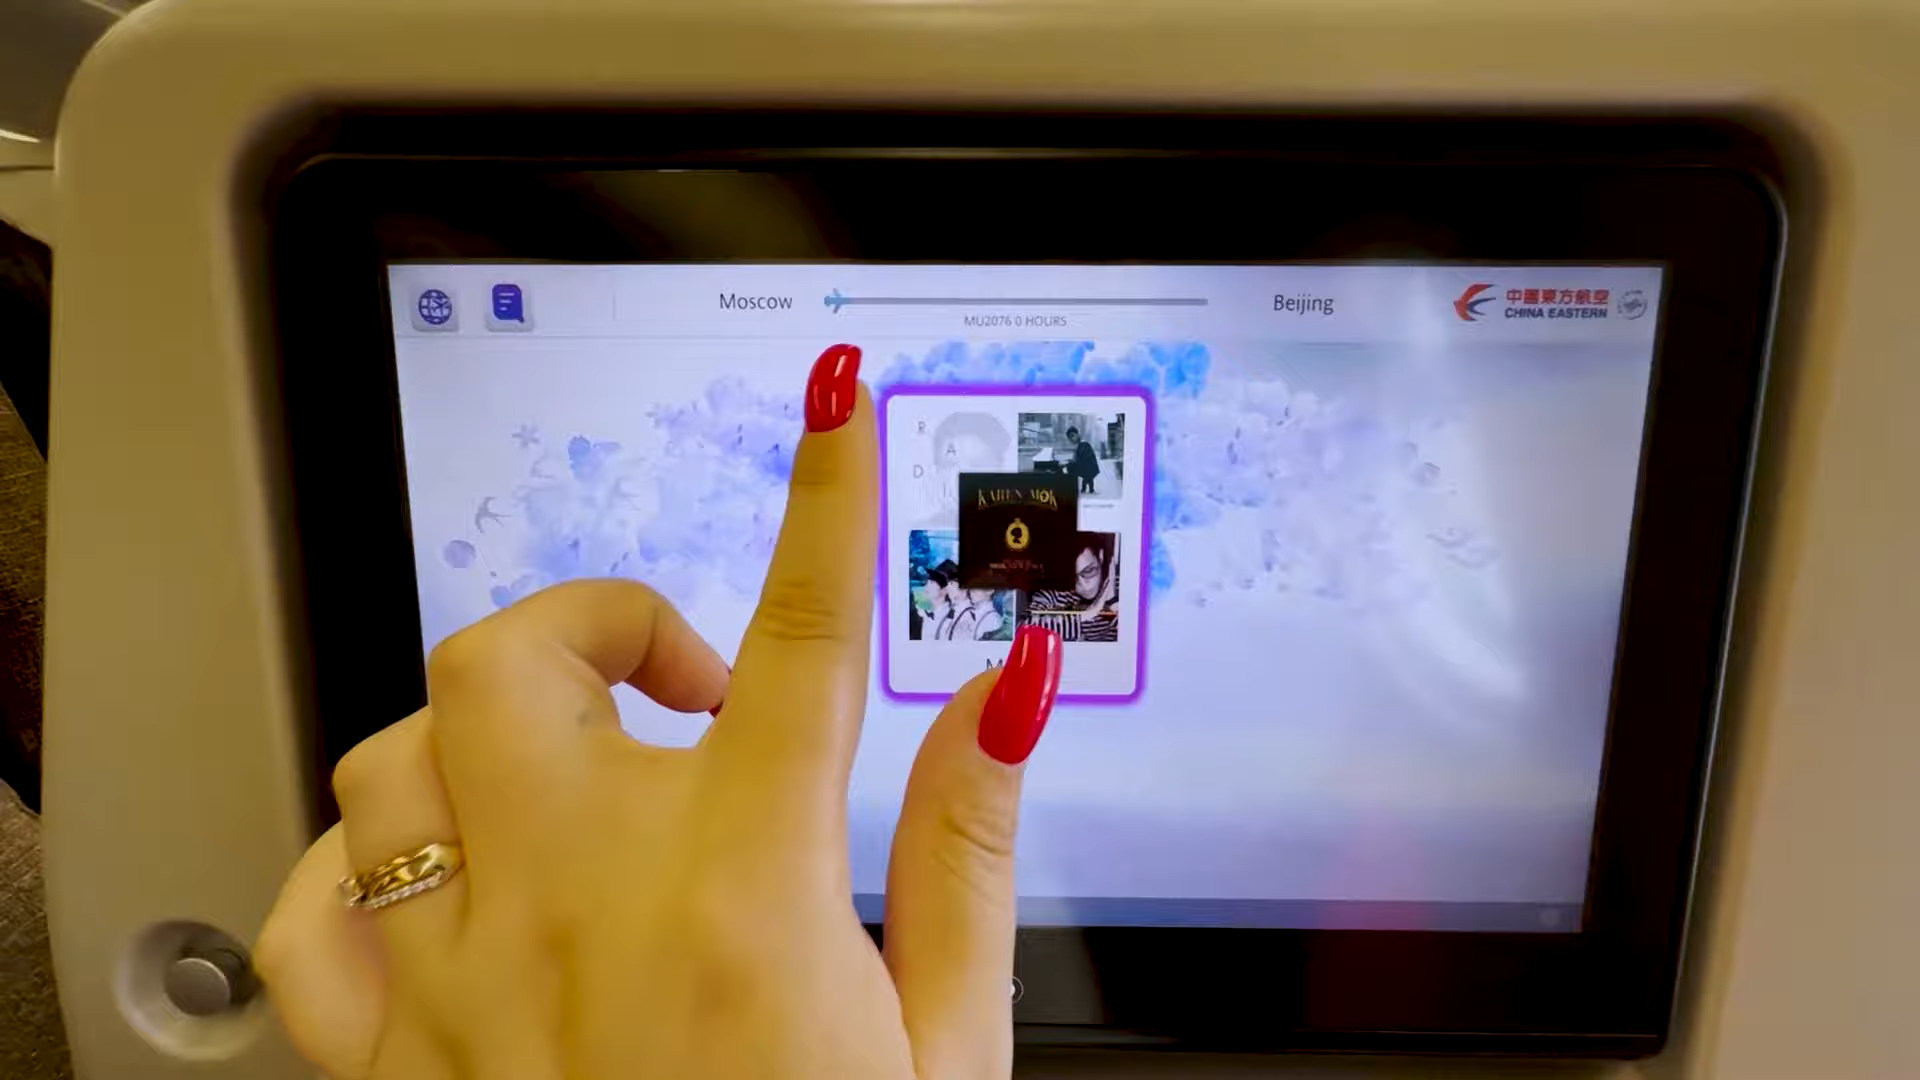 Moscow
Beijing
MU2076 0 HOURS
中國東方航空
CHINA EASTERN
R
A
D
I
KAREN MOK
M